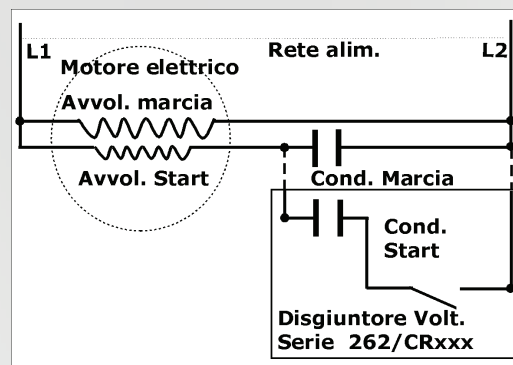 L1
Rete alim.
L2
Motore elettrico
Avvol. marcia
Avvol. Start
Cond. Marcia
Cond.
Start
Disgiuntore Volt.
Serie 262/CRxxx